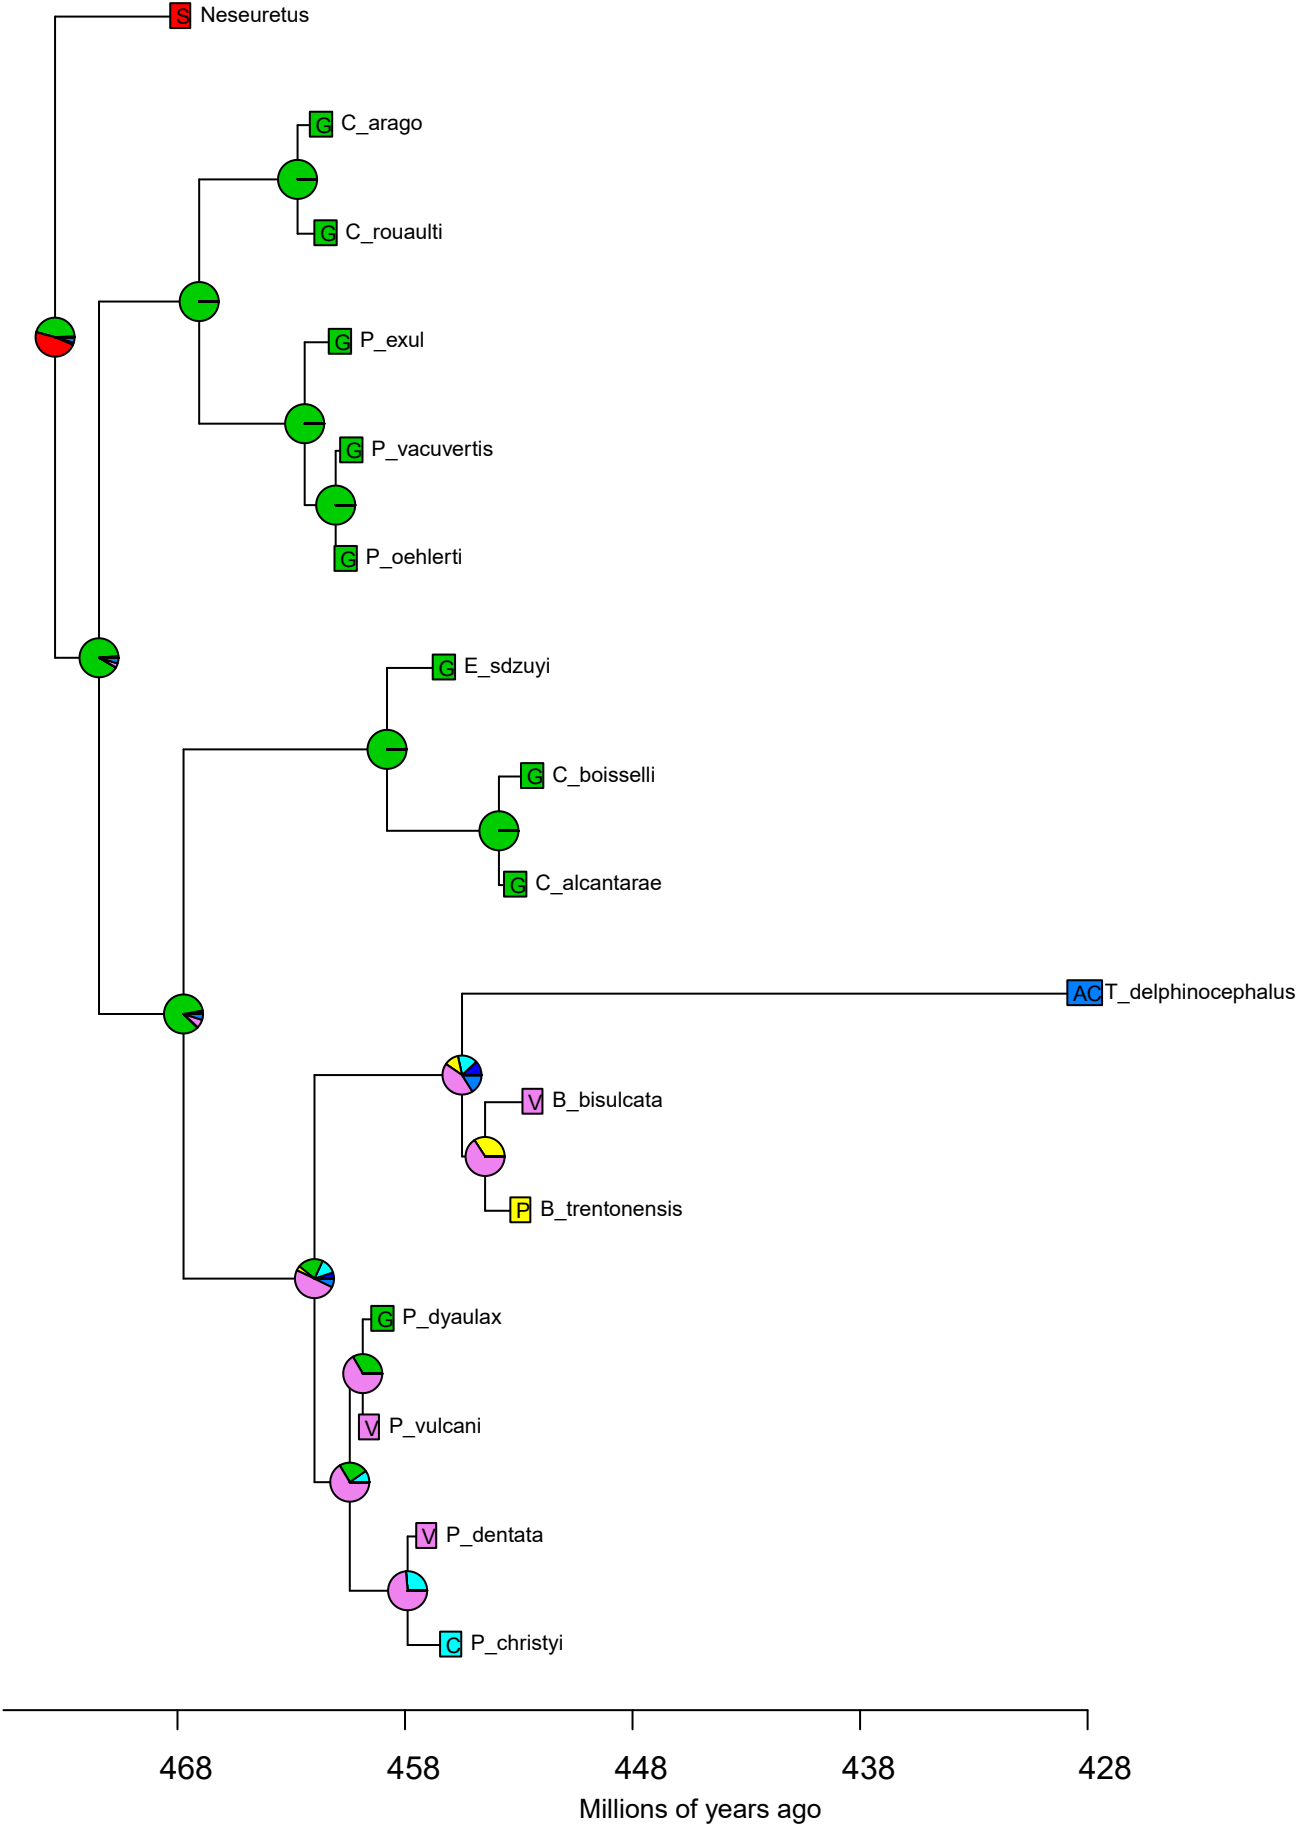 S Neseuretus
G C_arago
G C_rouaulti
G P_exul
G P_vacuvertis
G P_oehlerti
G E_sdzuyi
G C_boisselli
G C_alcantarae
AC T_delphinocephalus
V B_bisulcata
P B_trentonensis
G P_dyaulax
V P_vulcani
V P_dentata
C P_christyi
468 458 448 438 428
Millions of years ago